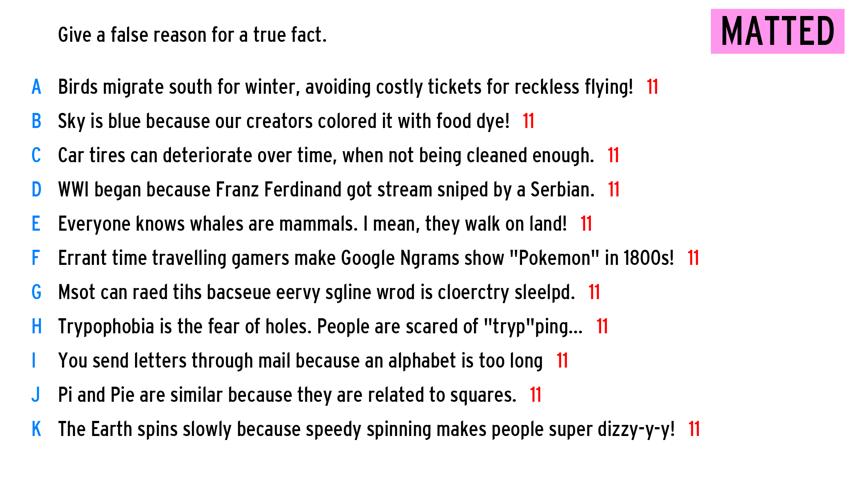 Give a false reason for a true fact.
MATTED
A Birds migrate south for winter, avoiding costly tickets for reckless flying! 11
B Sky is blue because our creators colored it with food dye! 11
C Car tires can deteriorate over time, when not being cleaned enough. 11
D WWI began because Franz Ferdinand got stream sniped by a Serbian. 11
E Everyone knows whales are mammals. I mean, they walk on land! 11
F Errant time travelling gamers make Google Ngrams show "Pokemon" in 1800s! 11
G Msot can raed tihs bacseue eervy sgline wrod is cloerctry sleelpd. 11
H Trypophobia is the fear of holes. People are scared of "tryp"ping... 11
I You send letters through mail because an alphabet is too long 11
J Pi and Pie are similar because they are related to squares. 11
K The Earth spins slowly because speedy spinning makes people super dizzy-y-y! 11